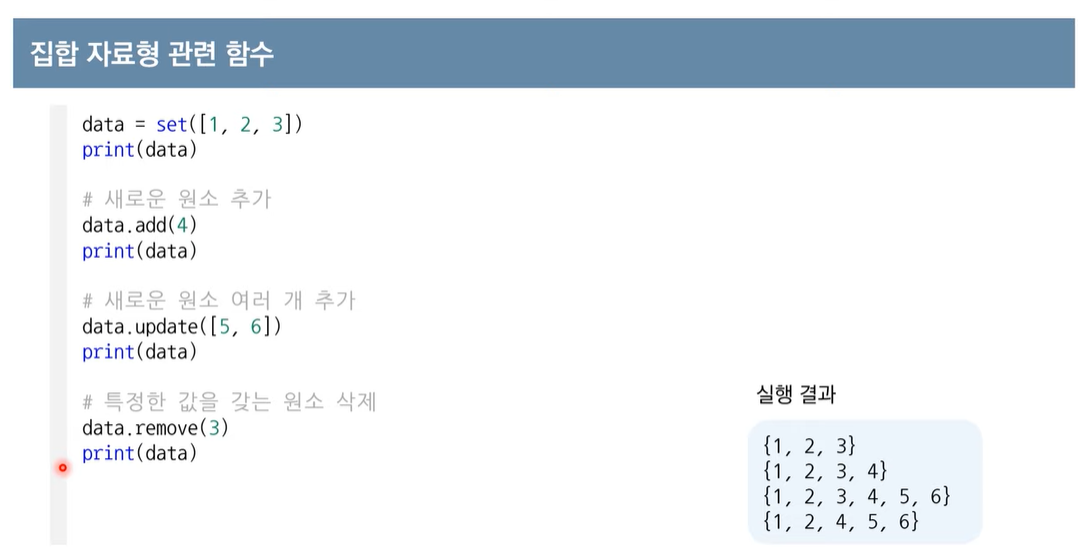 집합 자료형 관련 함수
data = set([1, 2, 3])
print(data)
# 새로운 원소 추가
data.add(4)
print(data)
# 새로운 원소 여러 개 추가
data.update([5, 6])
print(data)
# 특정한 값을 갖는 원소 삭제
data.remove(3)
print(data)
실행 결과
{1, 2, 3}
{1, 2, 3, 4}
{1, 2, 3, 4, 5, 6}
{1, 2, 4, 5, 6}